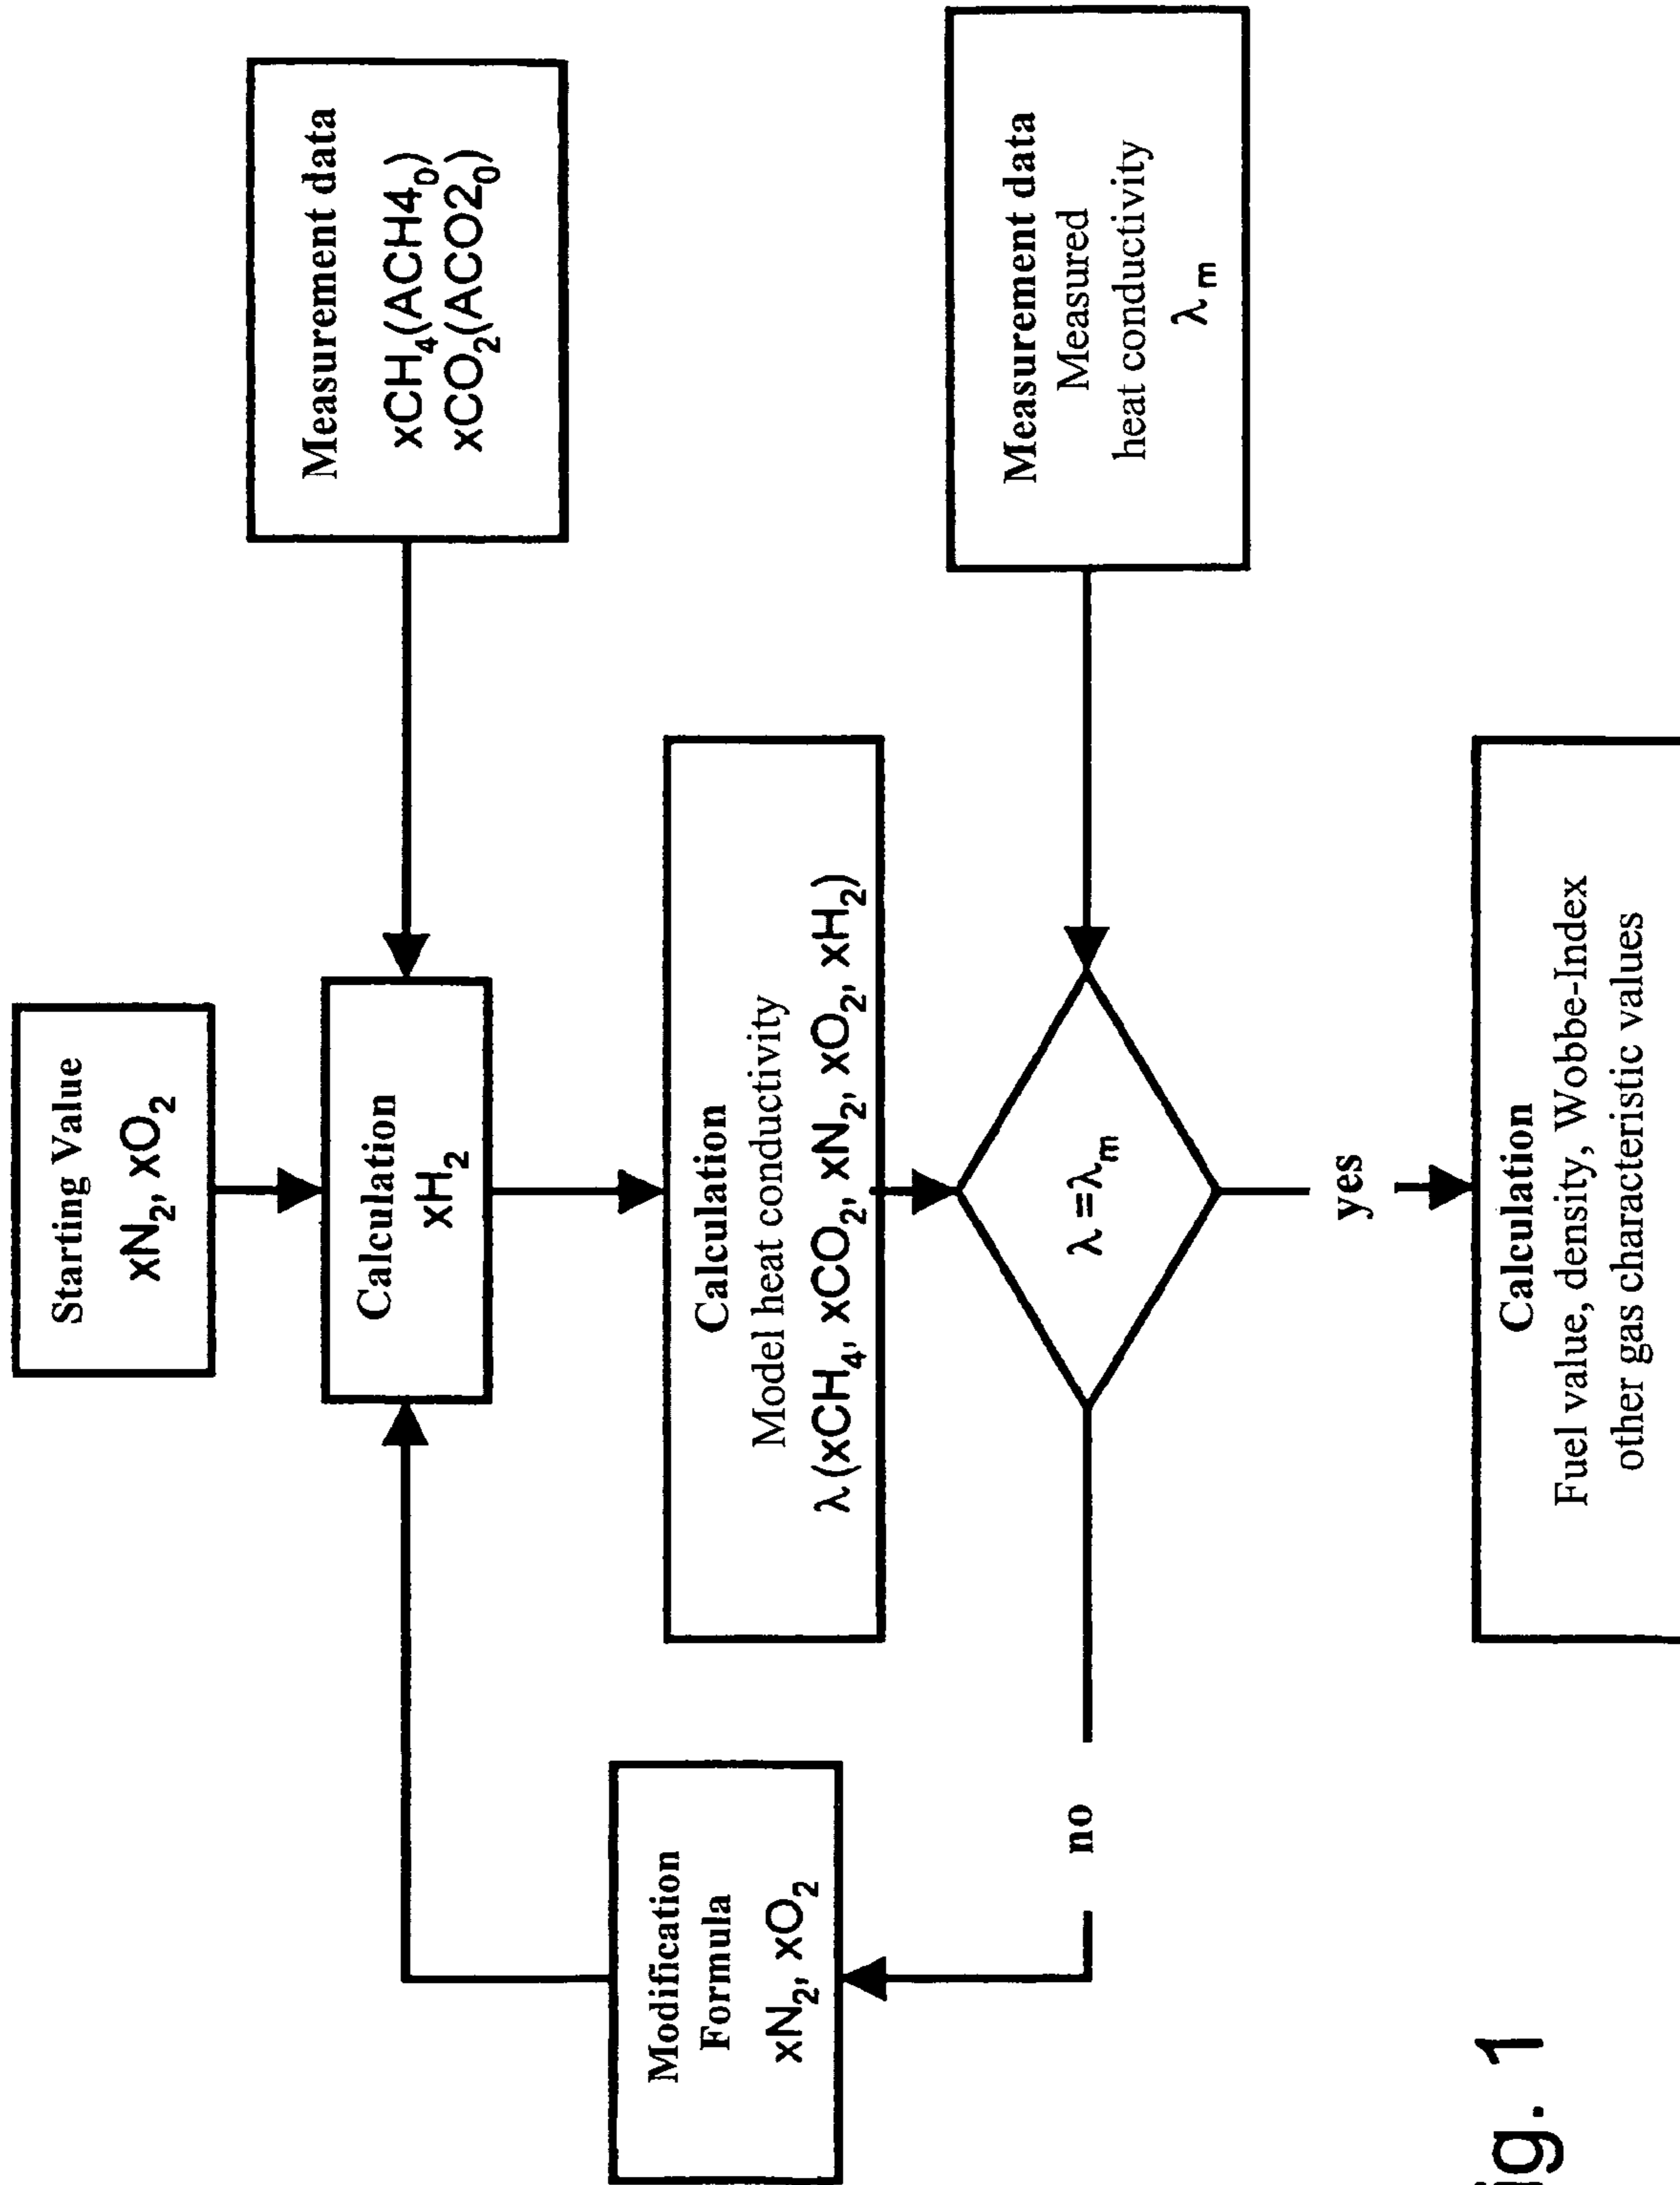 Starting Value
xN₂, xO₂
Measurement data
xCH₄(ACH4₀)
xCO₂(ACO2₀)
Calculation
xH₂
Modification
Formula
xN₂, xO₂
Calculation
Model heat conductivity
λ(xCH₄, xCO₂, xN₂, xO₂, xH₂)
Measurement data
Measured
heat conductivity
λ m
λ=λm
no
yes
Calculation
Fuel value, density, Wobbe-Index
other gas characteristic values
ig. 1